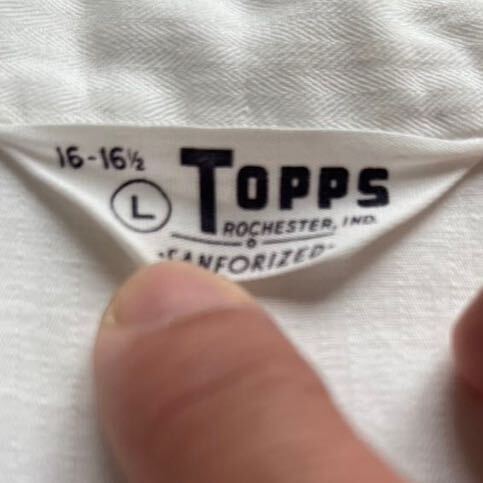 16-16½
L
TOPPS
ROCHESTER, IND.
"SANFORIZED"